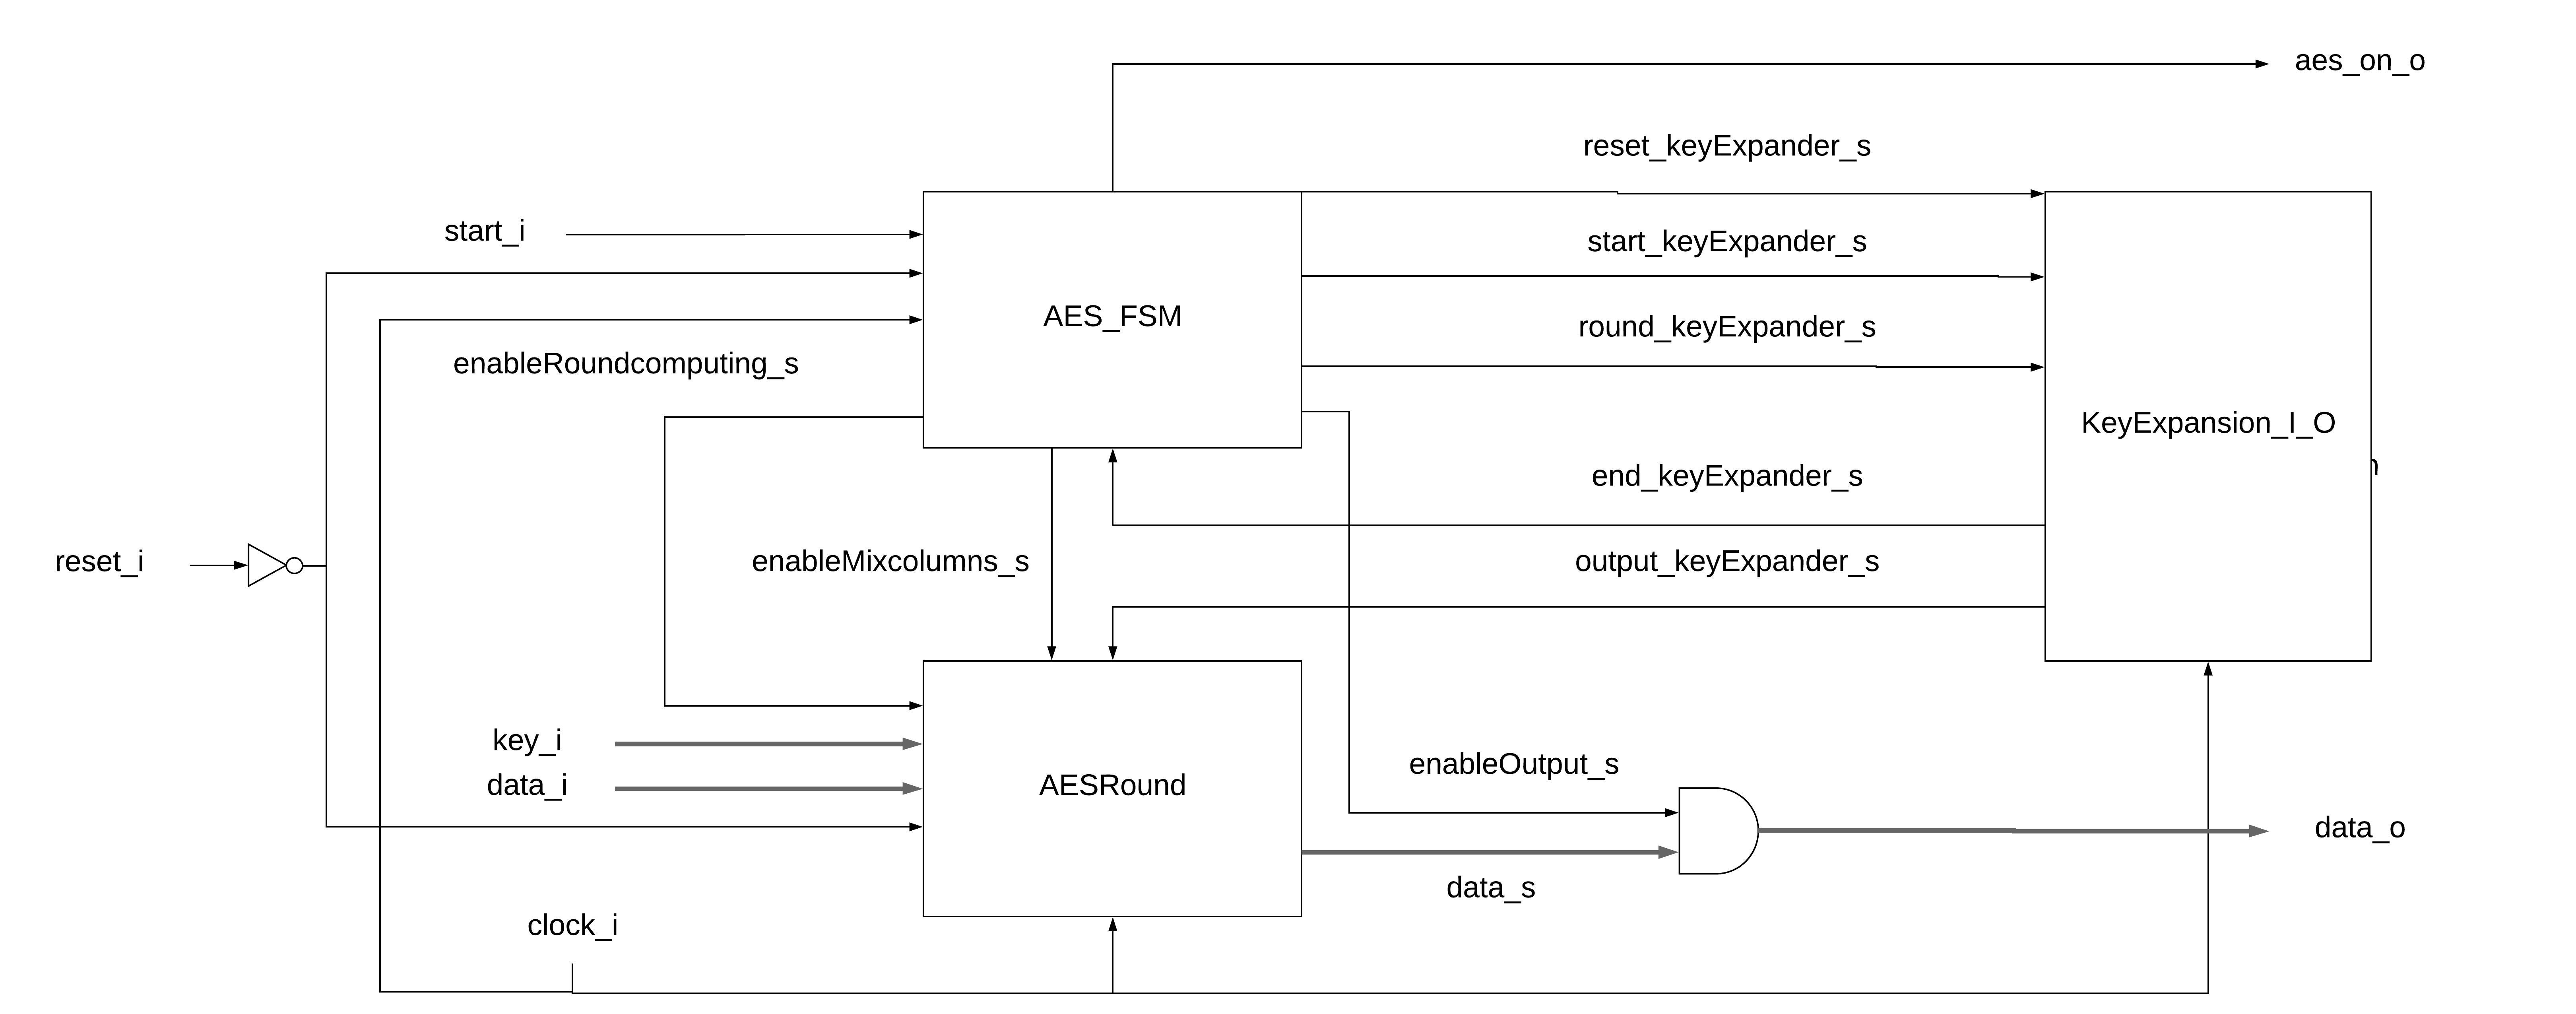 aes_on_o
reset_keyExpander_s
start_i
start_keyExpander_s
AES_FSM
round_keyExpander_s
enableRoundcomputing_s
KeyExpansion_I_O
end_keyExpander_s
reset_i
enableMixcolumns_s
output_keyExpander_s
key_i
enableOutput_s
data_i
AESRound
data_o
data_s
clock_i